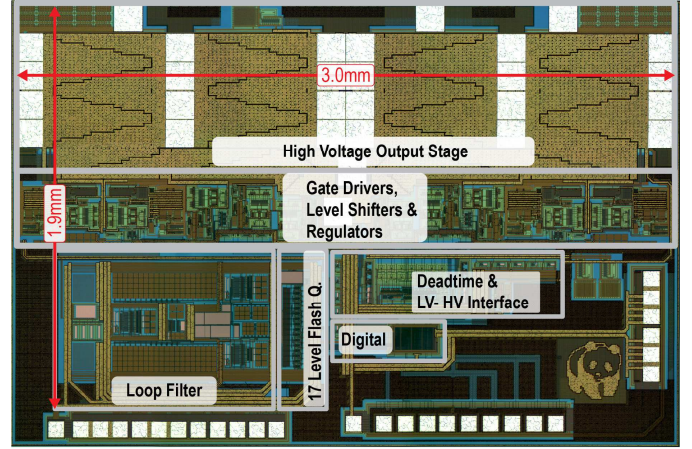 3.0mm
High Voltage Output Stage
Gate Drivers,
Level Shifters &
Regulators
1.9mm
Deadtime &
LV- HV Interface
17 Level Flash Q.
Digital
Loop Filter